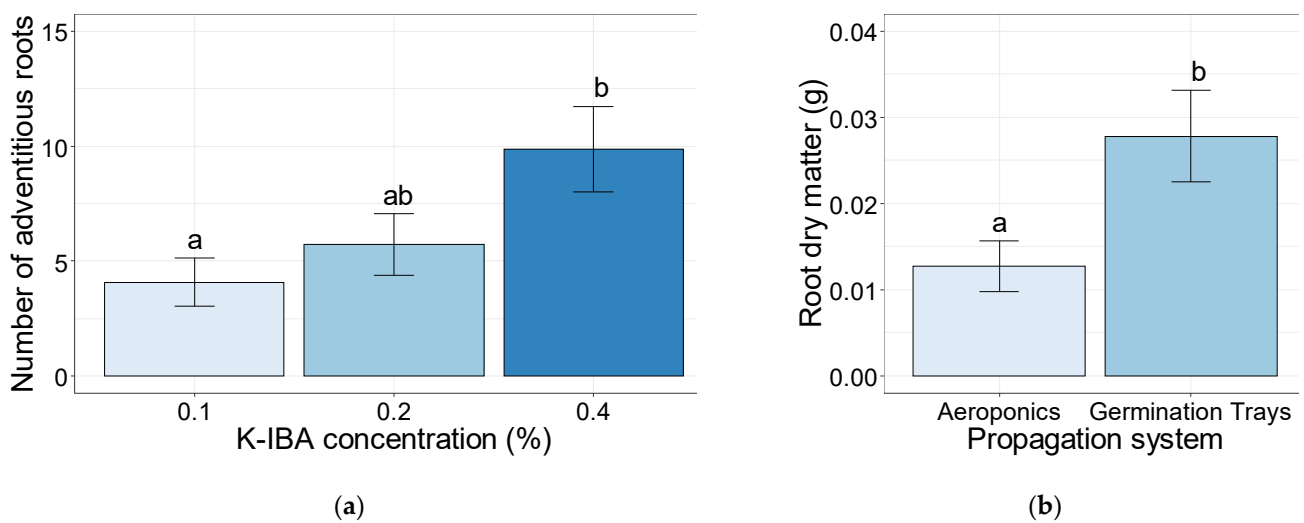 Number of adventitious roots
15
10
5
0
a
ab
b
0.1 0.2 0.4
K-IBA concentration (%)
(a)
Root dry matter (g)
0.04
0.03
0.02
0.01
0.00
a
b
Aeroponics Germination Trays
Propagation system
(b)